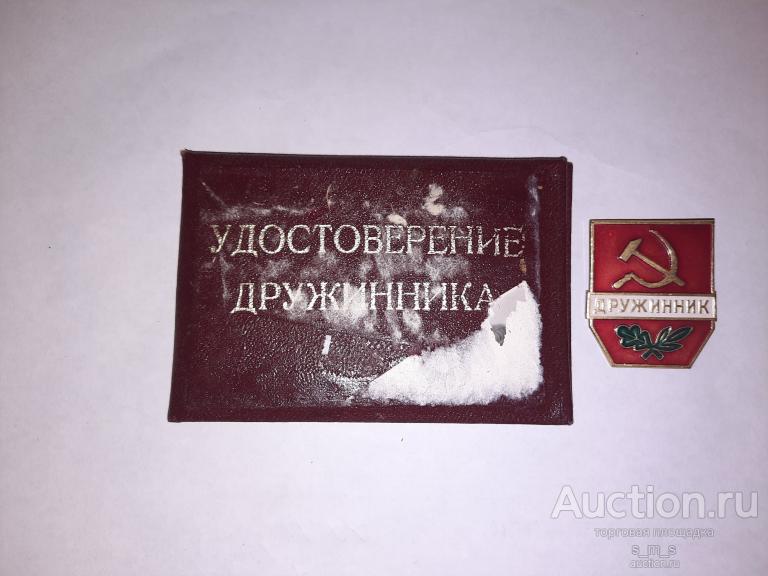 УДОСТОВЕРЕНИЕ
ДРУЖИННИКА
ДРУЖИННИК
Auction.ru
торговая площадка
s_m_s
auction.ru